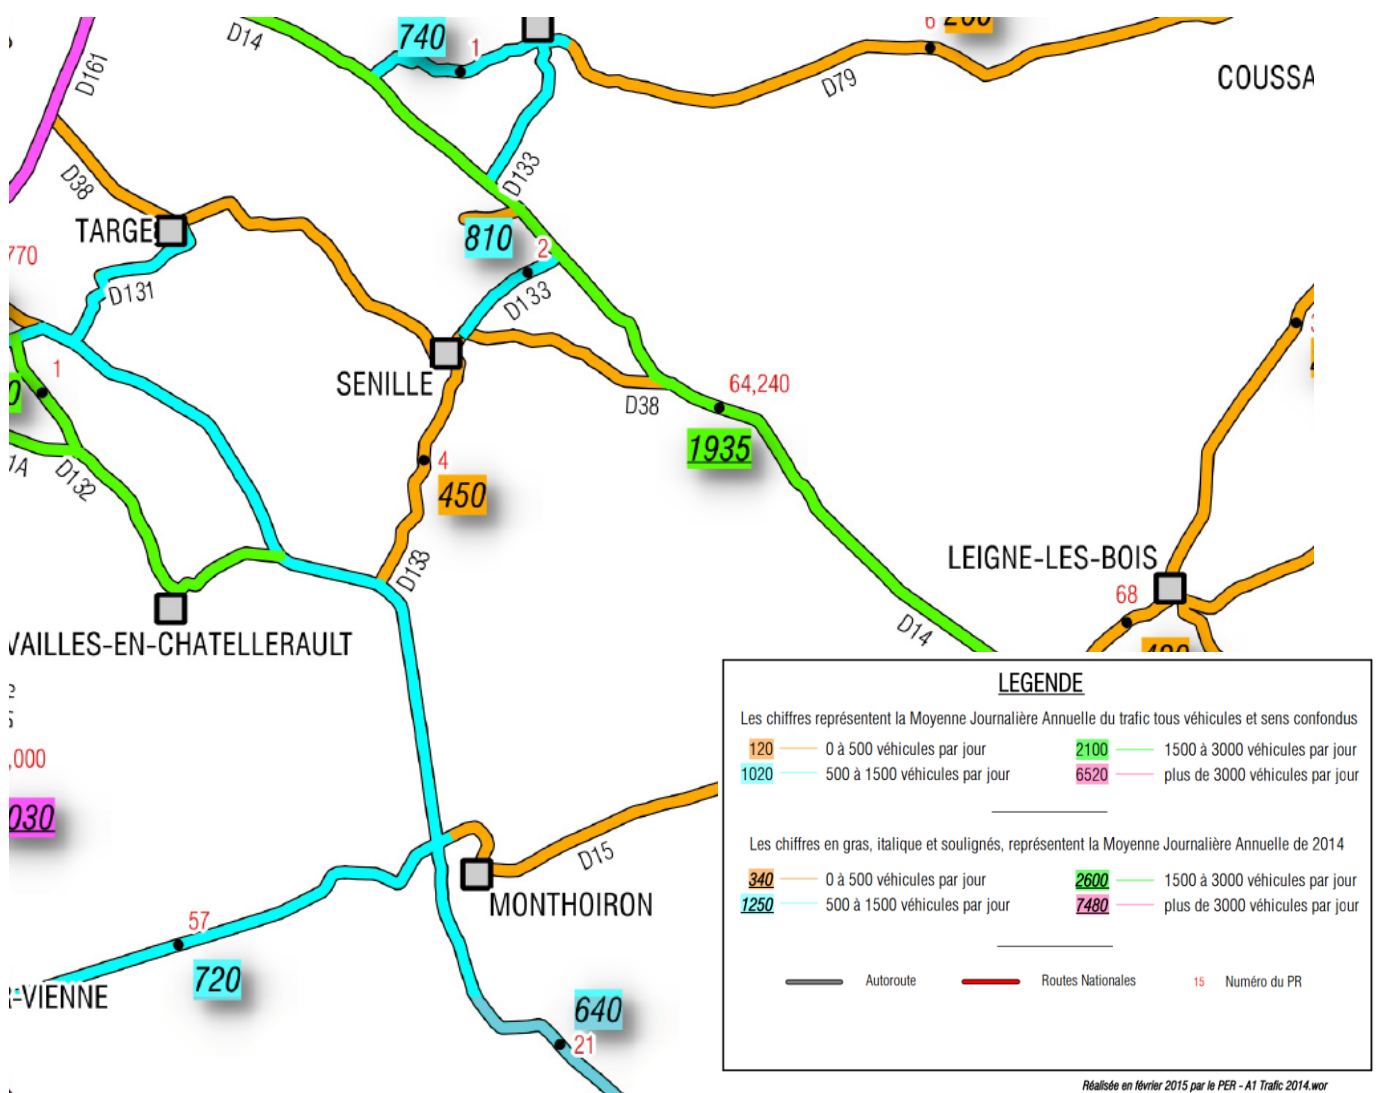 D14
740
1
6
D79
COUSSA
D161
D38
D133
TARGE
810
2
770
D131
D133
1
SENILLE
64,240
D38
1935
1A
D132
4
450
D133
LEIGNE-LES-BOIS
68
D14
VAILLES-EN-CHATELLERAULT
,000
030
D15
MONTHOIRON
57
720
R-VIENNE
640
21
LEGENDE
Les chiffres représentent la Moyenne Journalière Annuelle du trafic tous véhicules et sens confondus
120 0 à 500 véhicules par jour 2100 1500 à 3000 véhicules par jour
1020 500 à 1500 véhicules par jour 6520 plus de 3000 véhicules par jour
Les chiffres en gras, italique et soulignés, représentent la Moyenne Journalière Annuelle de 2014
340 0 à 500 véhicules par jour 2600 1500 à 3000 véhicules par jour
1250 500 à 1500 véhicules par jour 7480 plus de 3000 véhicules par jour
Autoroute Routes Nationales 15 Numéro du PR
Réalisée en février 2015 par le PER - A1 Trafic 2014.wor